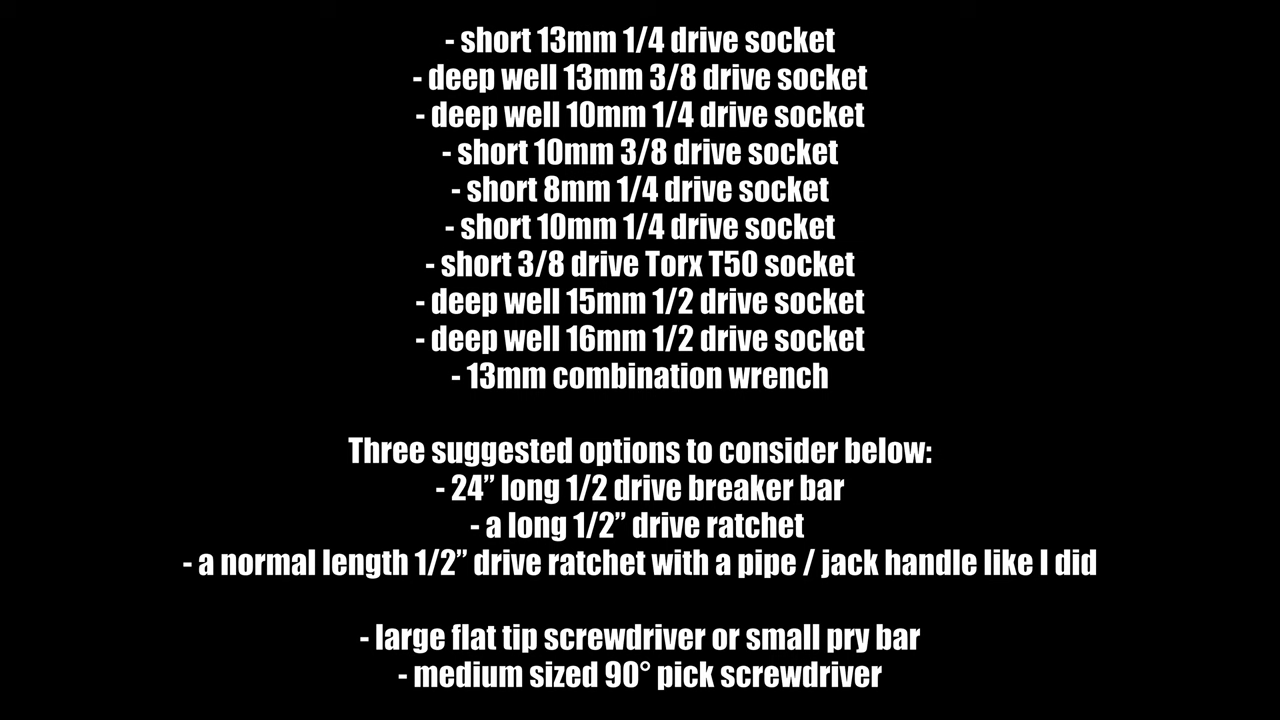 - short 13mm 1/4 drive socket
- deep well 13mm 3/8 drive socket
- deep well 10mm 1/4 drive socket
- short 10mm 3/8 drive socket
- short 8mm 1/4 drive socket
- short 10mm 1/4 drive socket
- short 3/8 drive Torx T50 socket
- deep well 15mm 1/2 drive socket
- deep well 16mm 1/2 drive socket
- 13mm combination wrench
Three suggested options to consider below:
- 24” long 1/2 drive breaker bar
- a long 1/2” drive ratchet
- a normal length 1/2” drive ratchet with a pipe / jack handle like I did
- large flat tip screwdriver or small pry bar
- medium sized 90° pick screwdriver